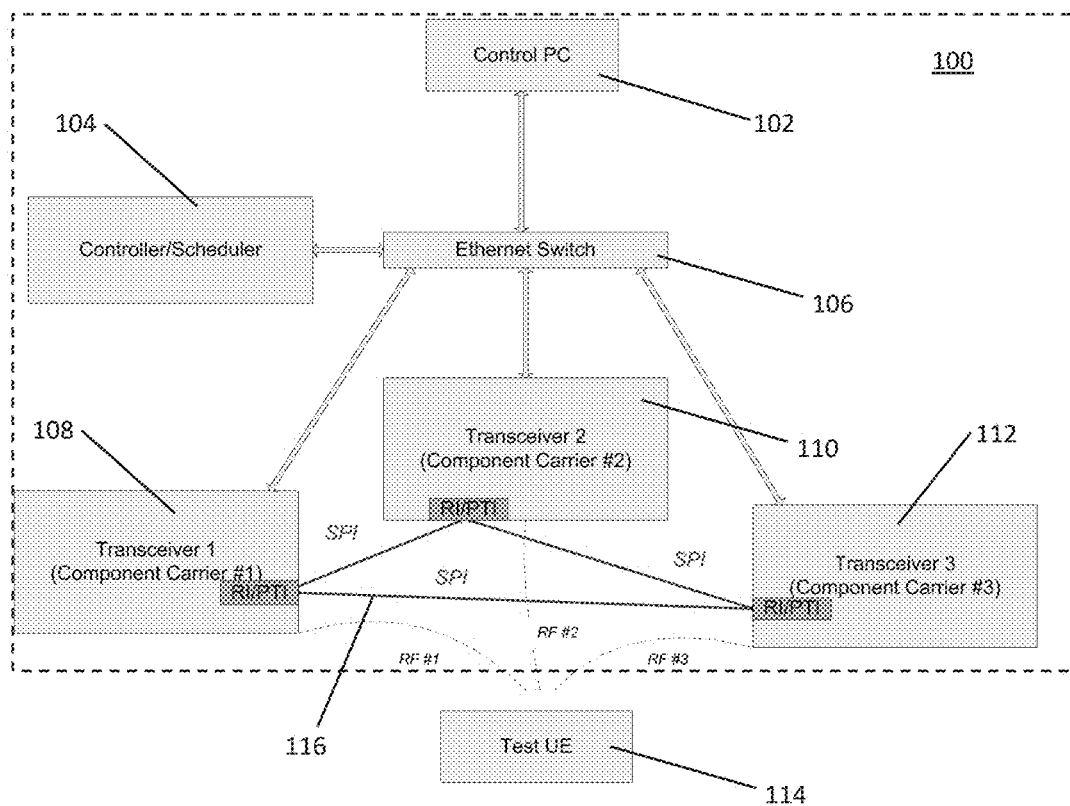 Control PC
100
102
104
Controller/Scheduler
Ethernet Switch
106
108
Transceiver 2
(Component Carrier #2)
110
112
RI/PTI
Transceiver 1
(Component Carrier #1)
RI/PTI
SPI
SPI
SPI
Transceiver 3
(Component Carrier #3)
RI/PTI
RF #1
RF #2
RF #3
116
Test UE
114